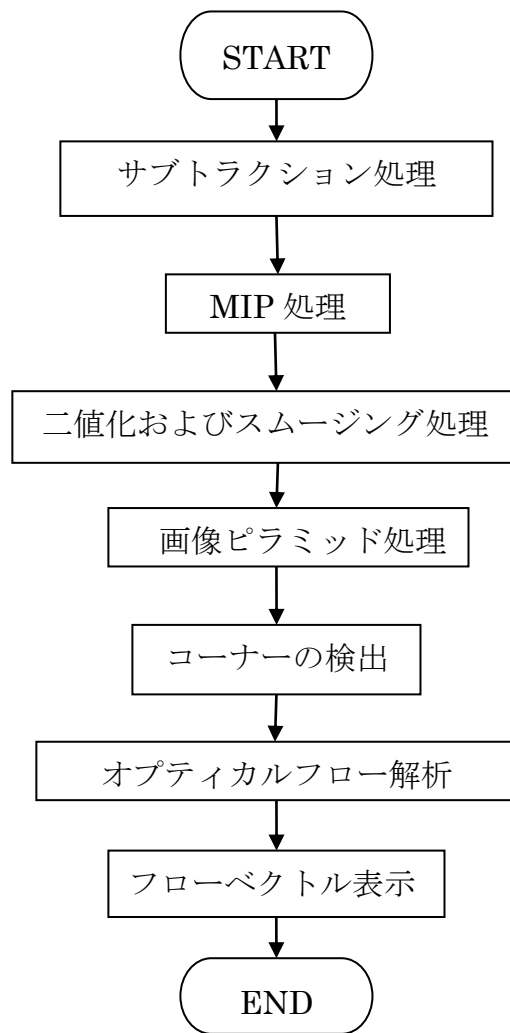 START
サブトラクション処理
MIP 処理
二値化およびスムージング処理
画像ピラミッド処理
コーナーの検出
オプティカルフロー解析
フローベクトル表示
END